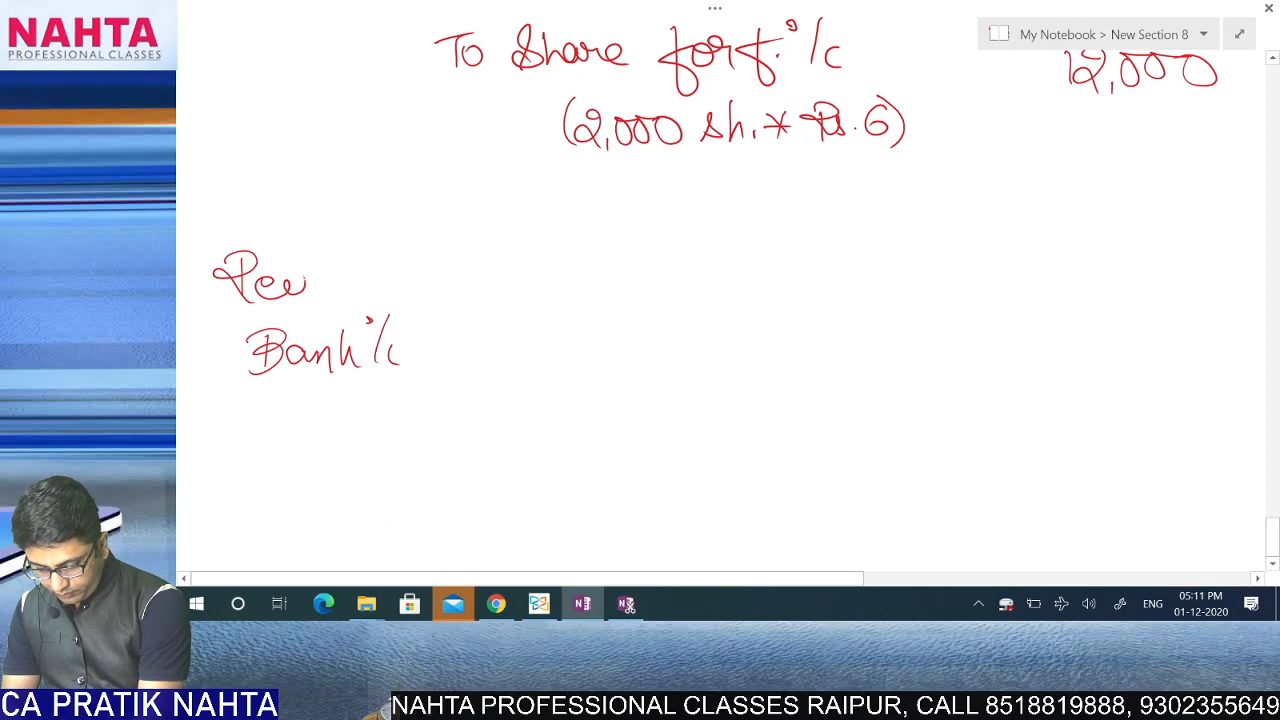 NAHTA
PROFESSIONAL CLASSES
My Notebook > New Section 8
To Share forf. a/c
12,000
(2,000 sh. * Rs. 6)
Bank a/c
ENG
05:11 PM
01-12-2020
CA PRATIK NAHTA
NAHTA PROFESSIONAL CLASSES RAIPUR, CALL 8518819888, 9302355649